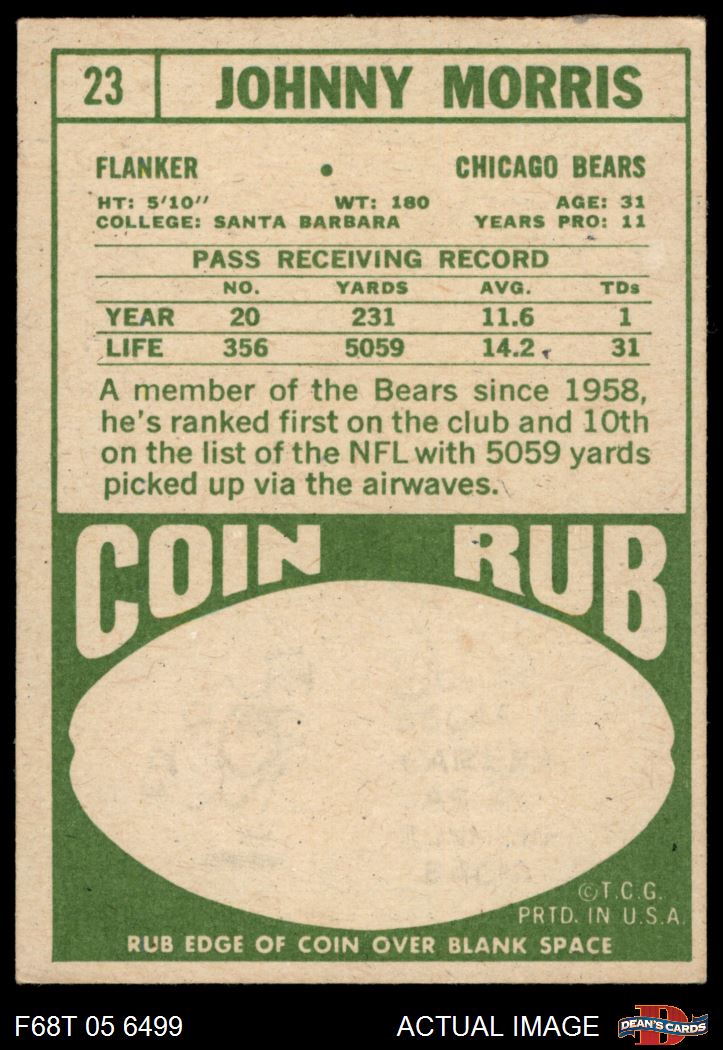 23 JOHNNY MORRIS
FLANKER • CHICAGO BEARS
HT: 5'10" WT: 180 AGE: 31
COLLEGE: SANTA BARBARA YEARS PRO: 11
PASS RECEIVING RECORD
NO. YARDS AVG. TDs
YEAR 20 231 11.6 1
LIFE 356 5059 14.2 31
A member of the Bears since 1958,
he's ranked first on the club and 10th
on the list of the NFL with 5059 yards
picked up via the airwaves.
COIN RUB
©T.C.G.
PRTD. IN U.S.A.
RUB EDGE OF COIN OVER BLANK SPACE
F68T 05 6499 ACTUAL IMAGE DEAN'S CARDS